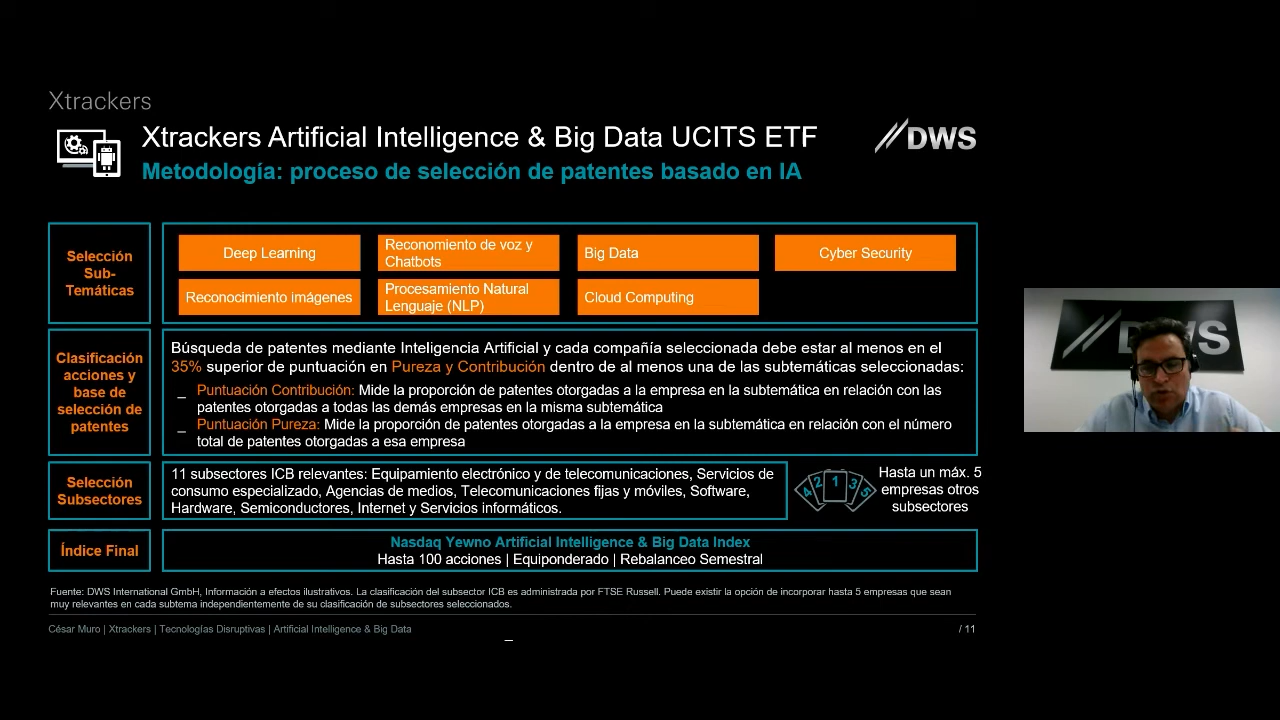 Xtrackers
Xtrackers Artificial Intelligence & Big Data UCITS ETF
DWS
Metodología: proceso de selección de patentes basado en IA
Selección
Sub-
Temáticas
Deep Learning
Reconomiento de voz y
Chatbots
Big Data
Cyber Security
Reconocimiento imágenes
Procesamiento Natural
Lenguaje (NLP)
Cloud Computing
Clasificación
acciones y
base de
selección de
patentes
Búsqueda de patentes mediante Inteligencia Artificial y cada compañía seleccionada debe estar al menos en el
35% superior de puntuación en Pureza y Contribución dentro de al menos una de las subtemáticas seleccionadas:
_ Puntuación Contribución: Mide la proporción de patentes otorgadas a la empresa en la subtemática en relación con las
patentes otorgadas a todas las demás empresas en la misma subtemática
_ Puntuación Pureza: Mide la proporción de patentes otorgadas a la empresa en la subtemática en relación con el número
total de patentes otorgadas a esa empresa
Selección
Subsectores
11 subsectores ICB relevantes: Equipamiento electrónico y de telecomunicaciones, Servicios de
consumo especializado, Agencias de medios, Telecomunicaciones fijas y móviles, Software,
Hardware, Semiconductores, Internet y Servicios informáticos.
4 2 1 3 5
Hasta un máx. 5
empresas otros
subsectores
Índice Final
Nasdaq Yewno Artificial Intelligence & Big Data Index
Hasta 100 acciones | Equiponderado | Rebalanceo Semestral
Fuente: DWS International GmbH, Información a efectos ilustrativos. La clasificación del subsector ICB es administrada por FTSE Russell. Puede existir la opción de incorporar hasta 5 empresas que sean
muy relevantes en cada subtema independientemente de su clasificación de subsectores seleccionados.
César Muro | Xtrackers | Tecnologías Disruptivas | Artificial Intelligence & Big Data
/ 11
DWS